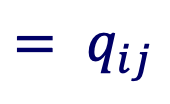 = q_{ij}